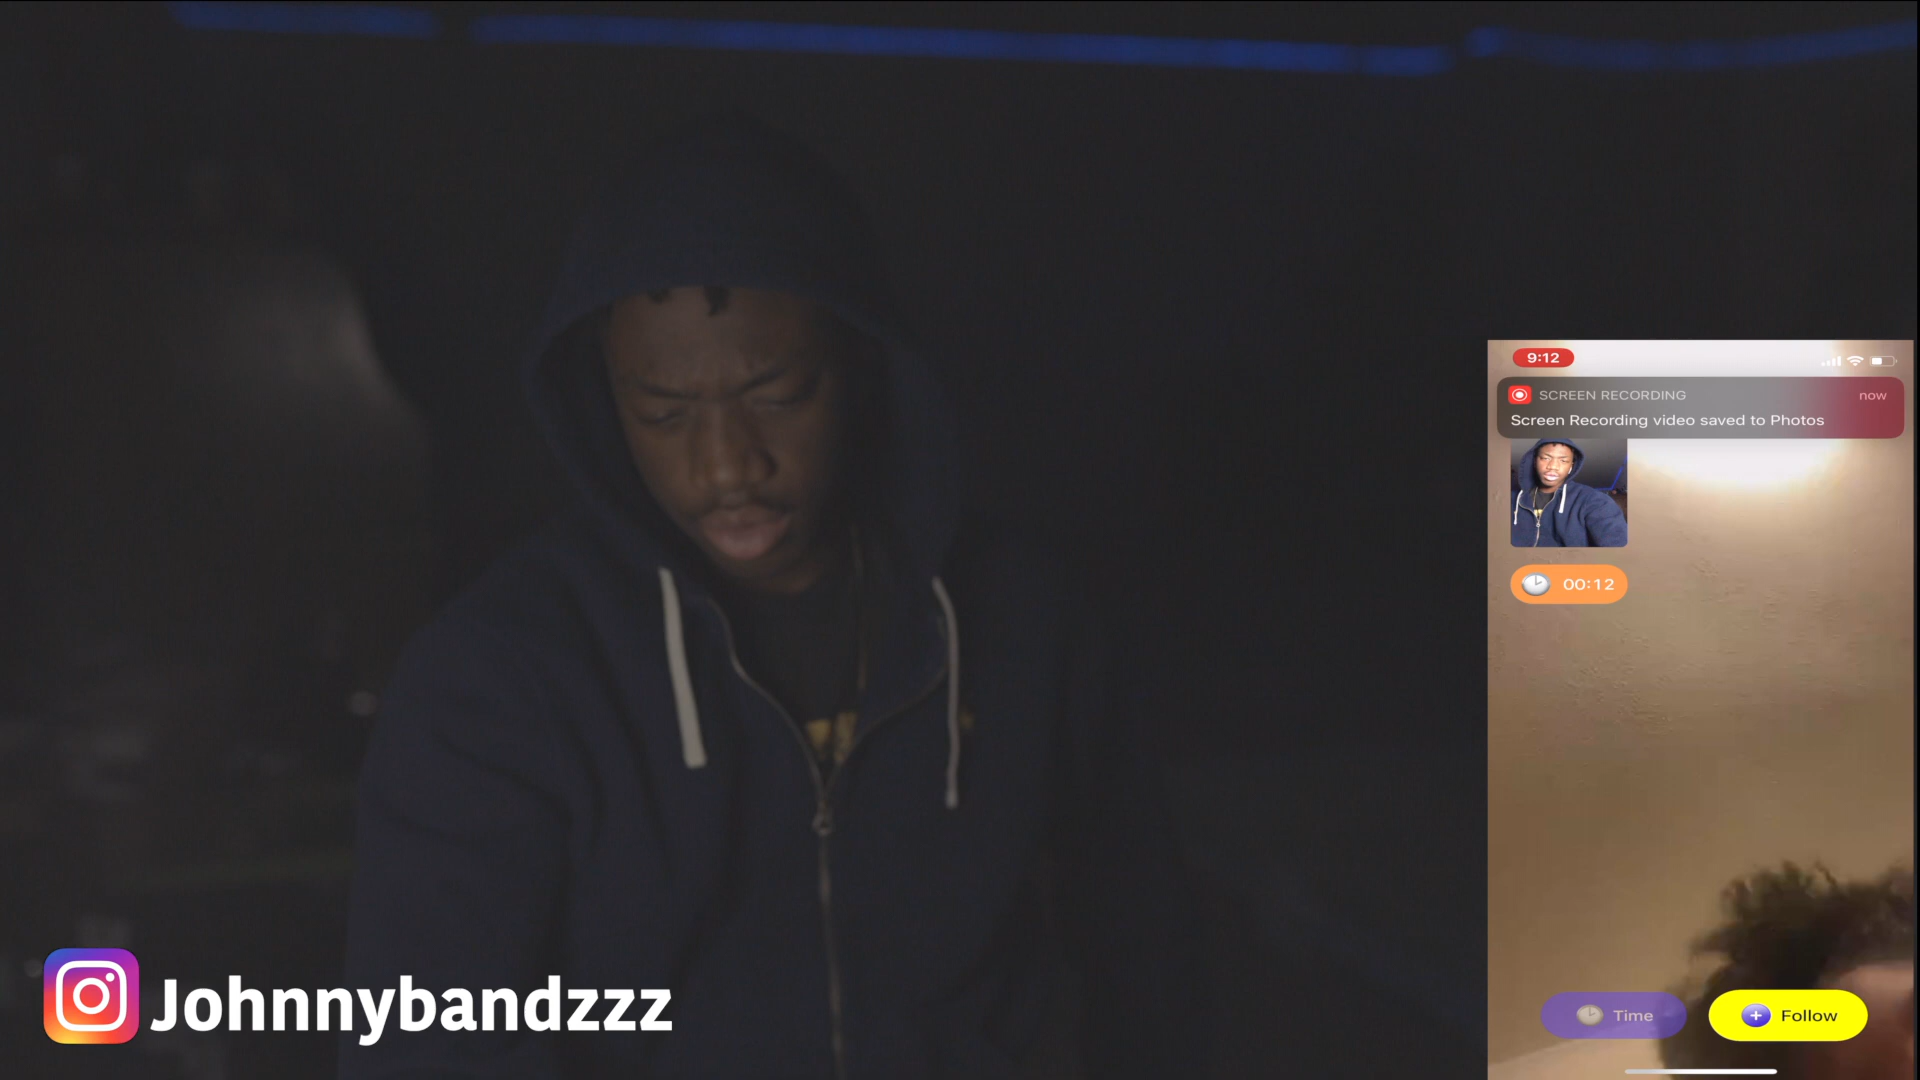 9:12
SCREEN RECORDING now
Screen Recording video saved to Photos
00:12
Time
Follow
Johnnybandzzz